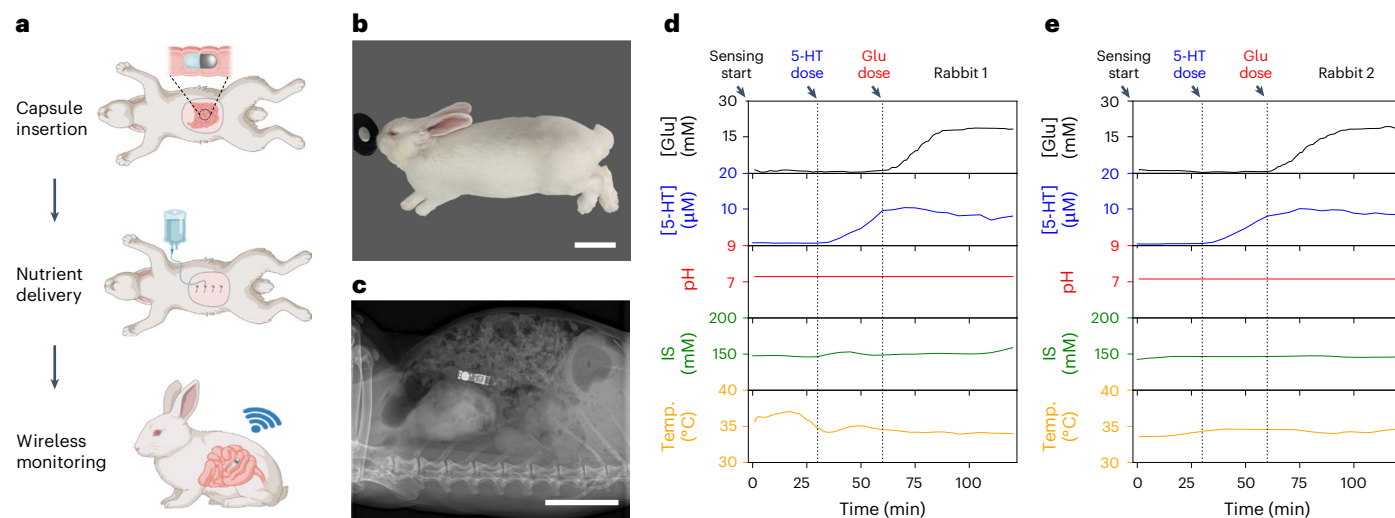 a
Capsule
insertion
Nutrient
delivery
Wireless
monitoring
b
c
d
Sensing
start
5-HT
dose
Glu
dose
Rabbit 1
[Glu]
(mM)
30
15
20
[5-HT]
(µM)
10
9
pH
7
200
IS
(mM)
150
40
Temp.
(°C)
35
30
0 25 50 75 100
Time (min)
e
Sensing
start
5-HT
dose
Glu
dose
Rabbit 2
[Glu]
(mM)
30
15
20
[5-HT]
(µM)
10
9
pH
7
200
IS
(mM)
150
40
Temp.
(°C)
35
30
0 25 50 75 100
Time (min)